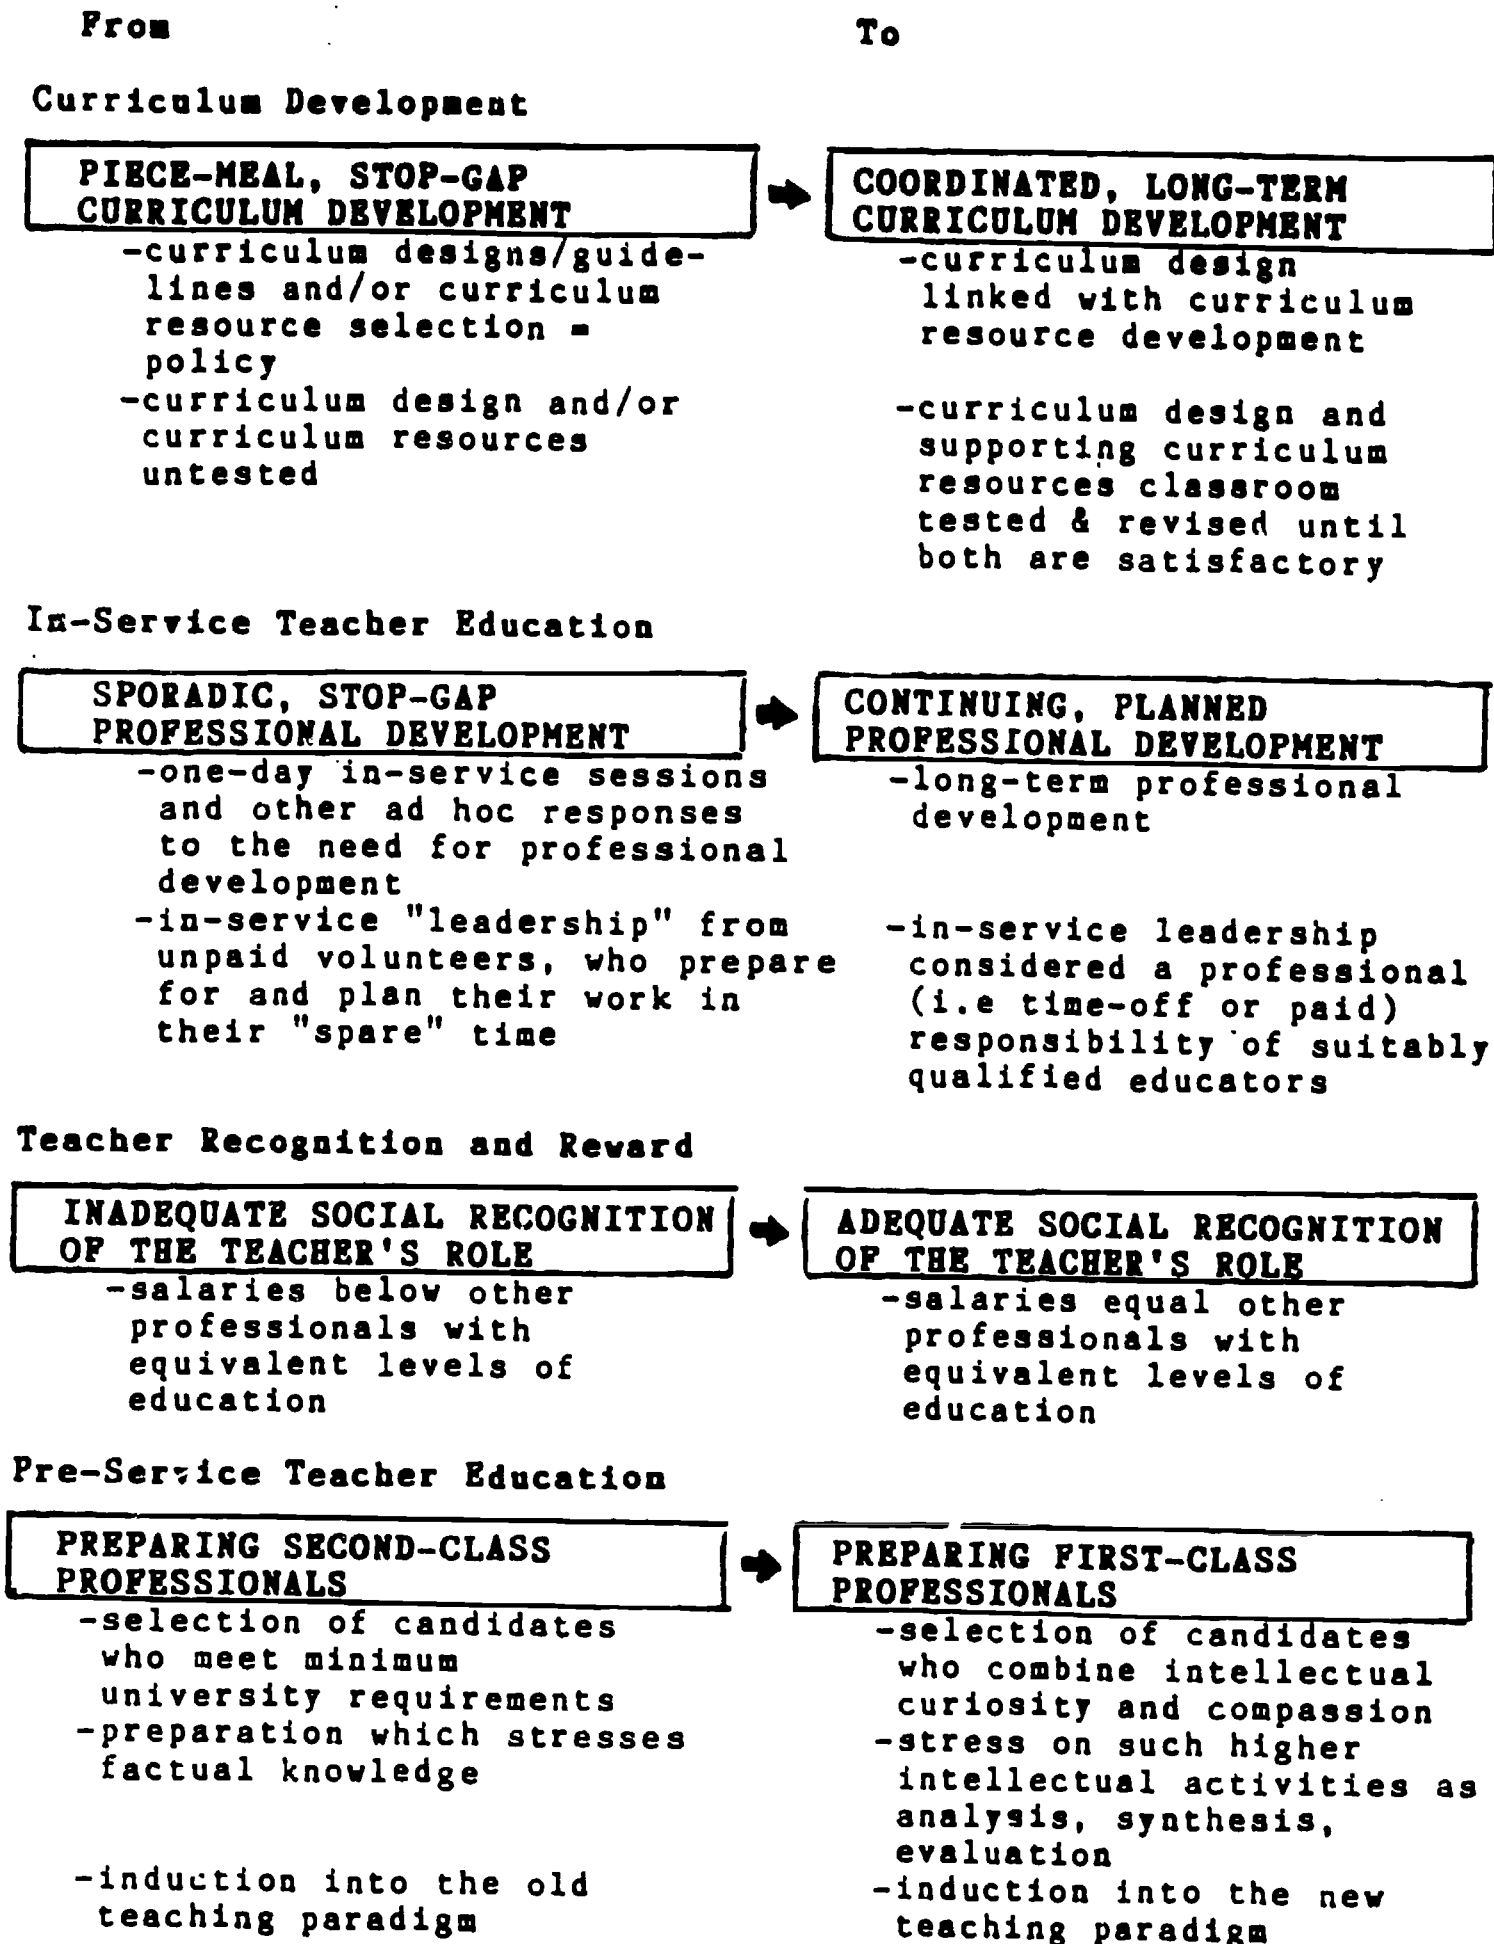 From
To
Curriculum Development
PIECE-MEAL, STOP-GAP
CURRICULUM DEVELOPMENT
-curriculum designs/guide-
lines and/or curriculum
resource selection =
policy
-curriculum design and/or
curriculum resources
untested
COORDINATED, LONG-TERM
CURRICULUM DEVELOPMENT
-curriculum design
linked with curriculum
resource development
-curriculum design and
supporting curriculum
resources classroom
tested & revised until
both are satisfactory
In-Service Teacher Education
SPORADIC, STOP-GAP
PROFESSIONAL DEVELOPMENT
-one-day in-service sessions
and other ad hoc responses
to the need for professional
development
-in-service "leadership" from
unpaid volunteers, who prepare
for and plan their work in
their "spare" time
CONTINUING, PLANNED
PROFESSIONAL DEVELOPMENT
-long-term professional
development
-in-service leadership
considered a professional
(i.e time-off or paid)
responsibility of suitably
qualified educators
Teacher Recognition and Reward
INADEQUATE SOCIAL RECOGNITION
OF THE TEACHER'S ROLE
-salaries below other
professionals with
equivalent levels of
education
ADEQUATE SOCIAL RECOGNITION
OF THE TEACHER'S ROLE
-salaries equal other
professionals with
equivalent levels of
education
Pre-Service Teacher Education
PREPARING SECOND-CLASS
PROFESSIONALS
-selection of candidates
who meet minimum
university requirements
-preparation which stresses
factual knowledge
-induction into the old
teaching paradigm
PREPARING FIRST-CLASS
PROFESSIONALS
-selection of candidates
who combine intellectual
curiosity and compassion
-stress on such higher
intellectual activities as
analysis, synthesis,
evaluation
-induction into the new
teaching paradigm